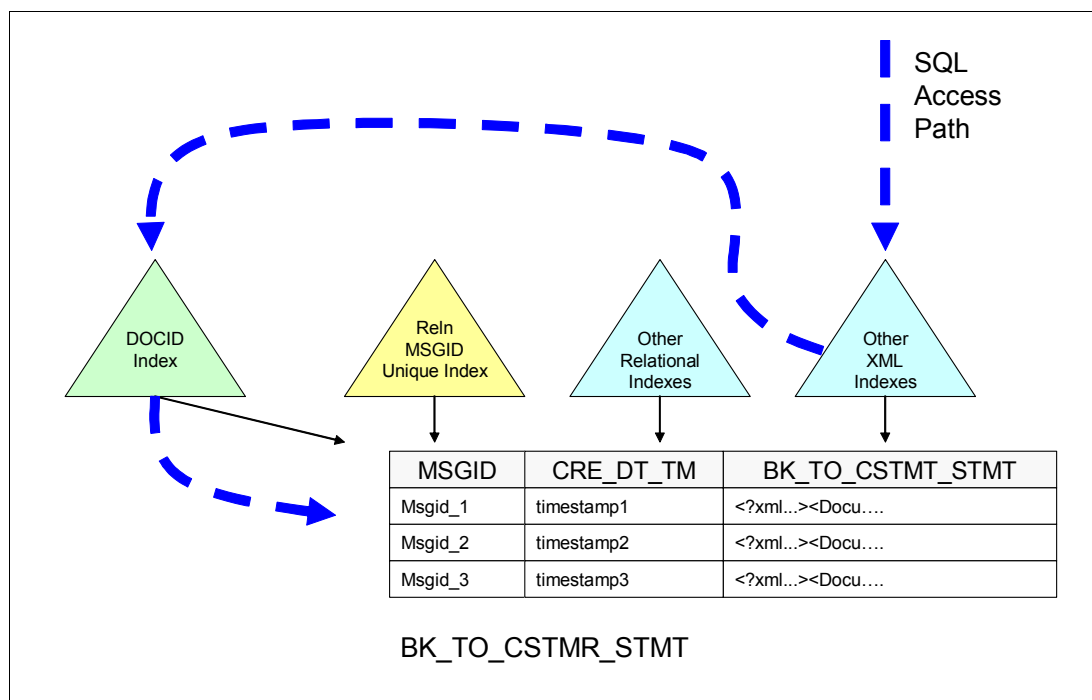 SQL
Access
Path
DOCID
Index
Reln
MSGID
Unique Index
Other
Relational
Indexes
Other
XML
Indexes
MSGID CRE_DT_TM BK_TO_CSTMT_STMT
Msgid_1 timestamp1 <?xml...><Docu….
Msgid_2 timestamp2 <?xml...><Docu….
Msgid_3 timestamp3 <?xml...><Docu….
BK_TO_CSTMR_STMT